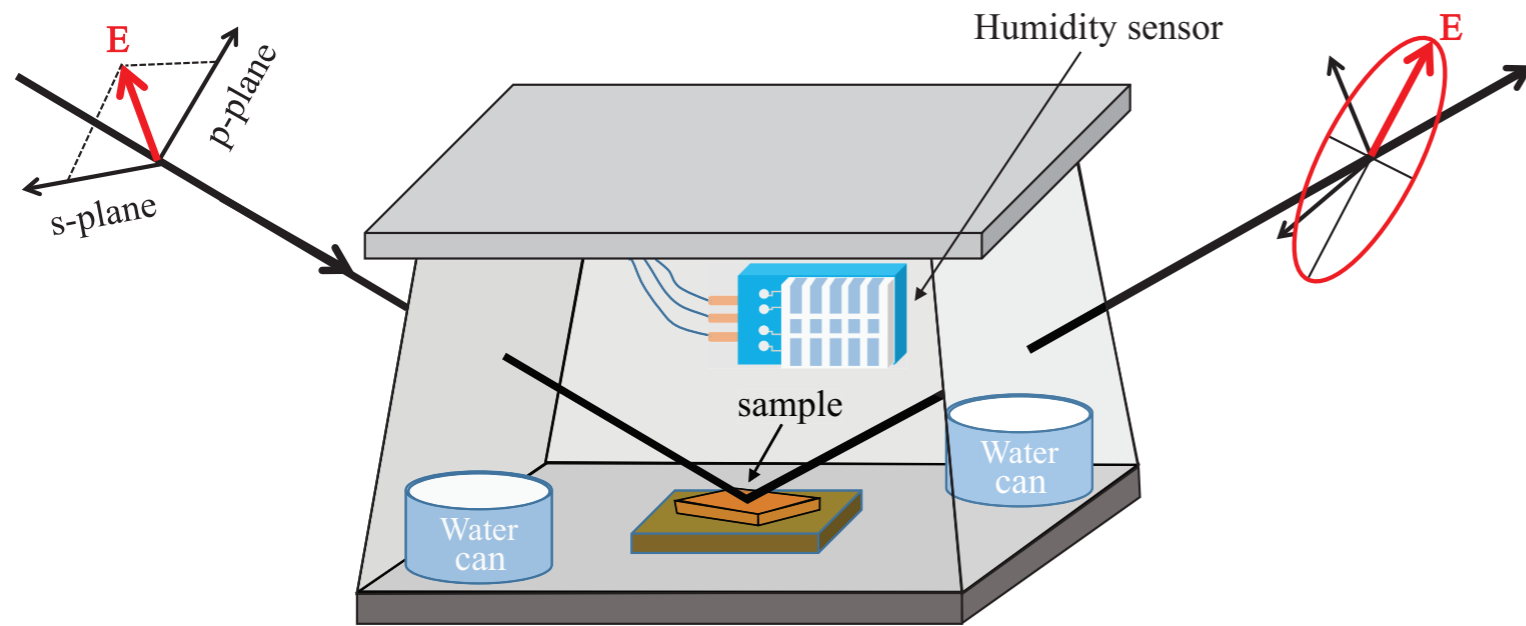 E
p-plane
s-plane
Humidity sensor
E
sample
Water
can
Water
can